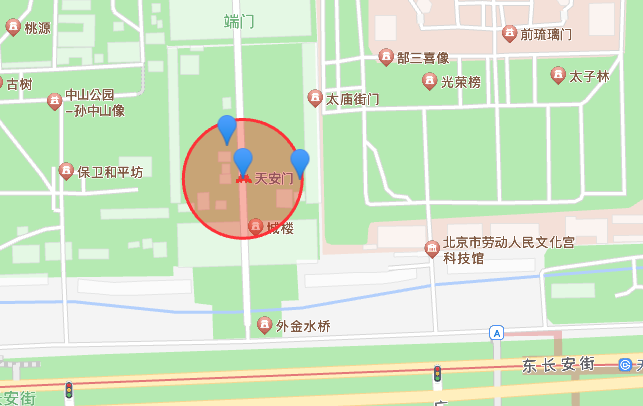 端门
桃源
前琉璃门
郜三喜像
太子林
古树
光荣榜
中山公园
-孙中山像
太庙街门
保卫和平坊
天安门
城楼
北京市劳动人民文化宫
科技馆
外金水桥
A
东长安街
安街